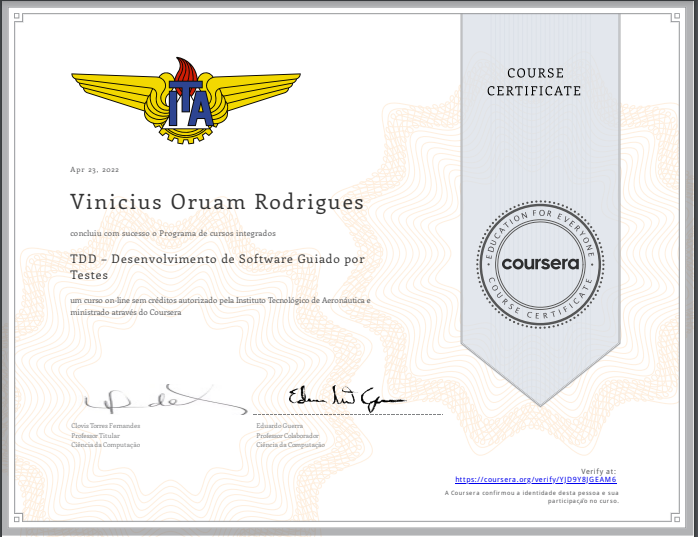 ITA
COURSE
CERTIFICATE
Apr 23, 2022
Vinicius Oruam Rodrigues
concluiu com sucesso o Programa de cursos integrados
TDD – Desenvolvimento de Software Guiado por
Testes
um curso on-line sem créditos autorizado pela Instituto Tecnológico de Aeronáutica e
ministrado através do Coursera
EDUCATION FOR EVERYONE
coursera
COURSE CERTIFICATE
Clovis Torres Fernandes
Professor Titular
Ciência da Computação
Eduardo Guerra
Professor Colaborador
Ciência da Computação
Verify at:
https://coursera.org/verify/YJD9Y8JGEAM6
A Coursera confirmou a identidade desta pessoa e sua
participação no curso.